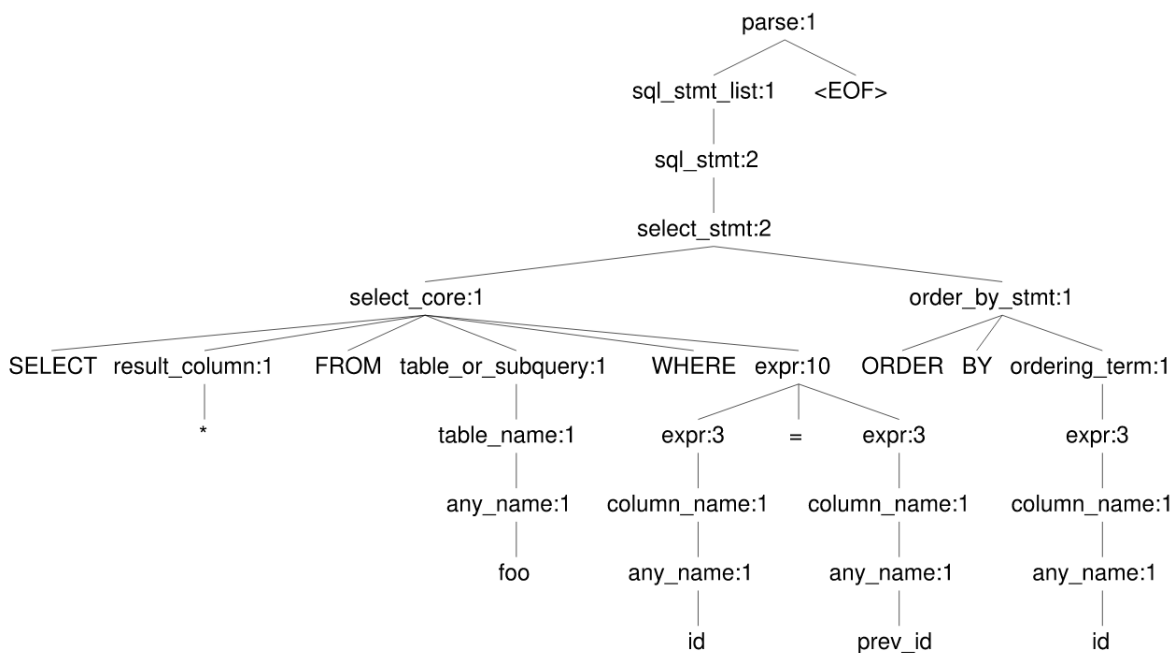 parse:1
sql_stmt_list:1 <EOF>
sql_stmt:2
select_stmt:2
select_core:1 order_by_stmt:1
SELECT result_column:1 FROM table_or_subquery:1 WHERE expr:10 ORDER BY ordering_term:1
* table_name:1 expr:3 = expr:3 expr:3
any_name:1 column_name:1 column_name:1 column_name:1
foo any_name:1 any_name:1 any_name:1
id prev_id id